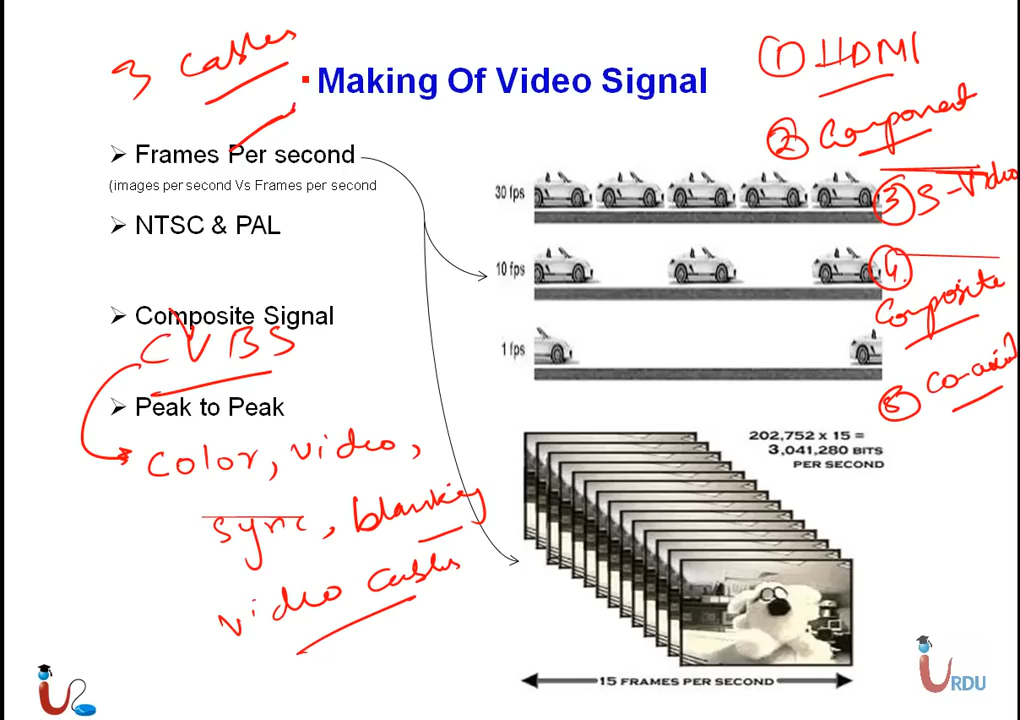 3 Cables
Making Of Video Signal
Frames Per second
(images per second Vs Frames per second
NTSC & PAL
Composite Signal
CVBS
Peak to Peak
Color, video,
sync, blanking
video cables
① HDMI
② Component
③ S-Video
④
Composite
⑤ Co-axial
30 fps
10 fps
1 fps
202,752 x 15 =
3,041,280 BITS
PER SECOND
15 FRAMES PER SECOND
URDU